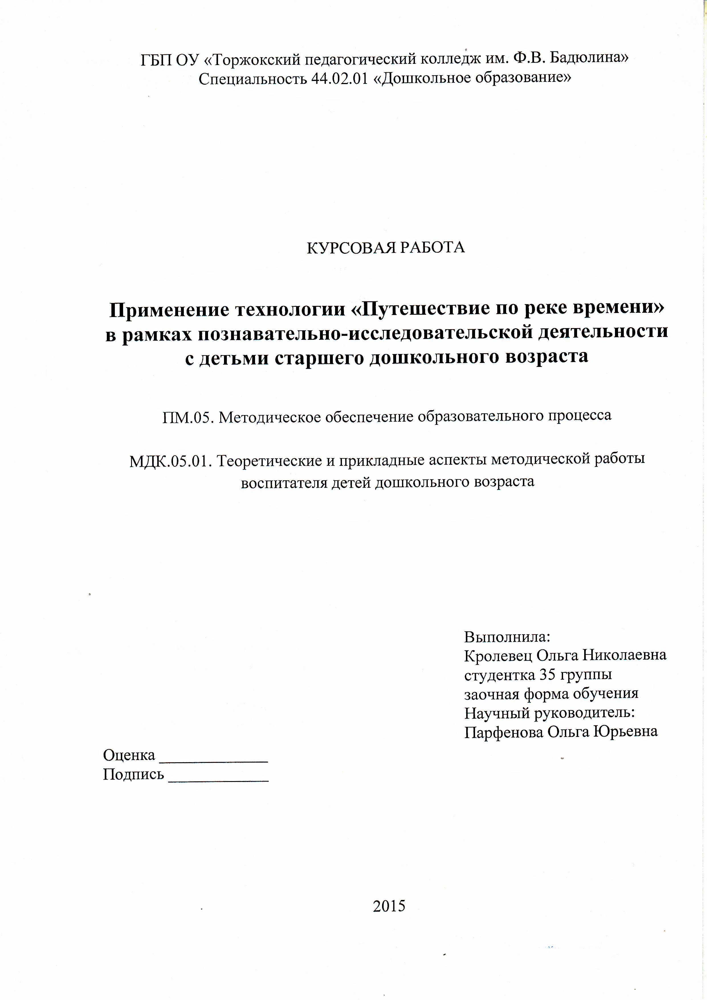 ГБП ОУ «Торжокский педагогический колледж им. Ф.В. Бадюлина»
Специальность 44.02.01 «Дошкольное образование»
КУРСОВАЯ РАБОТА
Применение технологии «Путешествие по реке времени»
в рамках познавательно-исследовательской деятельности
с детьми старшего дошкольного возраста
ПМ.05. Методическое обеспечение образовательного процесса
МДК.05.01. Теоретические и прикладные аспекты методической работы
воспитателя детей дошкольного возраста
Выполнила:
Кролевец Ольга Николаевна
студентка 35 группы
заочная форма обучения
Научный руководитель:
Парфенова Ольга Юрьевна
Оценка _____________
Подпись ____________
2015